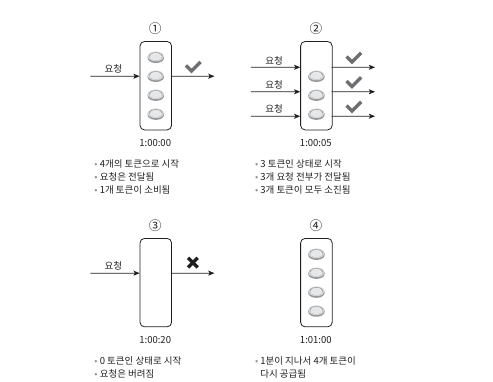 ①
요청
1:00:00
• 4개의 토큰으로 시작
• 요청은 전달됨
• 1개 토큰이 소비됨
②
요청
요청
요청
1:00:05
• 3 토큰인 상태로 시작
• 3개 요청 전부가 전달됨
• 3개 토큰이 모두 소진됨
③
요청
1:00:20
• 0 토큰인 상태로 시작
• 요청은 버려짐
④
1:01:00
• 1분이 지나서 4개 토큰이
다시 공급됨